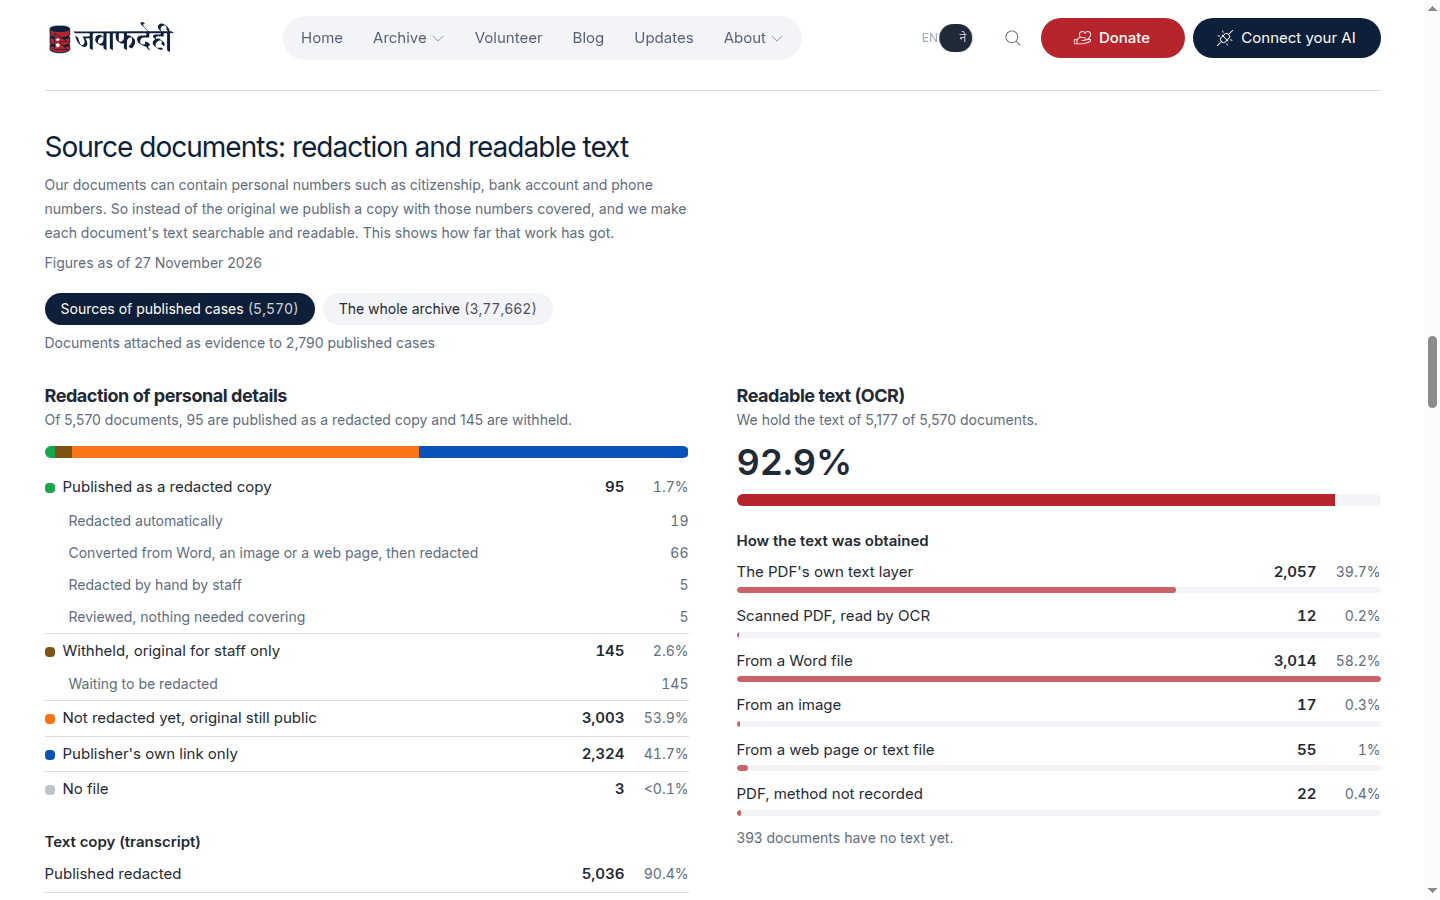 जवाफदेही
Home Archive Volunteer Blog Updates About
EN ने
Donate
Connect your AI
Source documents: redaction and readable text
Our documents can contain personal numbers such as citizenship, bank account and phone
numbers. So instead of the original we publish a copy with those numbers covered, and we make
each document's text searchable and readable. This shows how far that work has got.
Figures as of 27 November 2026
Sources of published cases (5,570) The whole archive (3,77,662)
Documents attached as evidence to 2,790 published cases
Redaction of personal details
Of 5,570 documents, 95 are published as a redacted copy and 145 are withheld.
Published as a redacted copy 95 1.7%
Redacted automatically 19
Converted from Word, an image or a web page, then redacted 66
Redacted by hand by staff 5
Reviewed, nothing needed covering 5
Withheld, original for staff only 145 2.6%
Waiting to be redacted 145
Not redacted yet, original still public 3,003 53.9%
Publisher's own link only 2,324 41.7%
No file 3 <0.1%
Text copy (transcript)
Published redacted 5,036 90.4%
Readable text (OCR)
We hold the text of 5,177 of 5,570 documents.
92.9%
How the text was obtained
The PDF's own text layer 2,057 39.7%
Scanned PDF, read by OCR 12 0.2%
From a Word file 3,014 58.2%
From an image 17 0.3%
From a web page or text file 55 1%
PDF, method not recorded 22 0.4%
393 documents have no text yet.